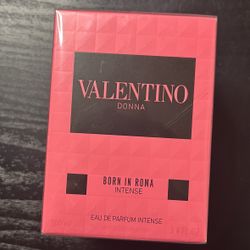 VALENTINO
DONNA
BORN IN ROMA
INTENSE
EAU DE PARFUM INTENSE